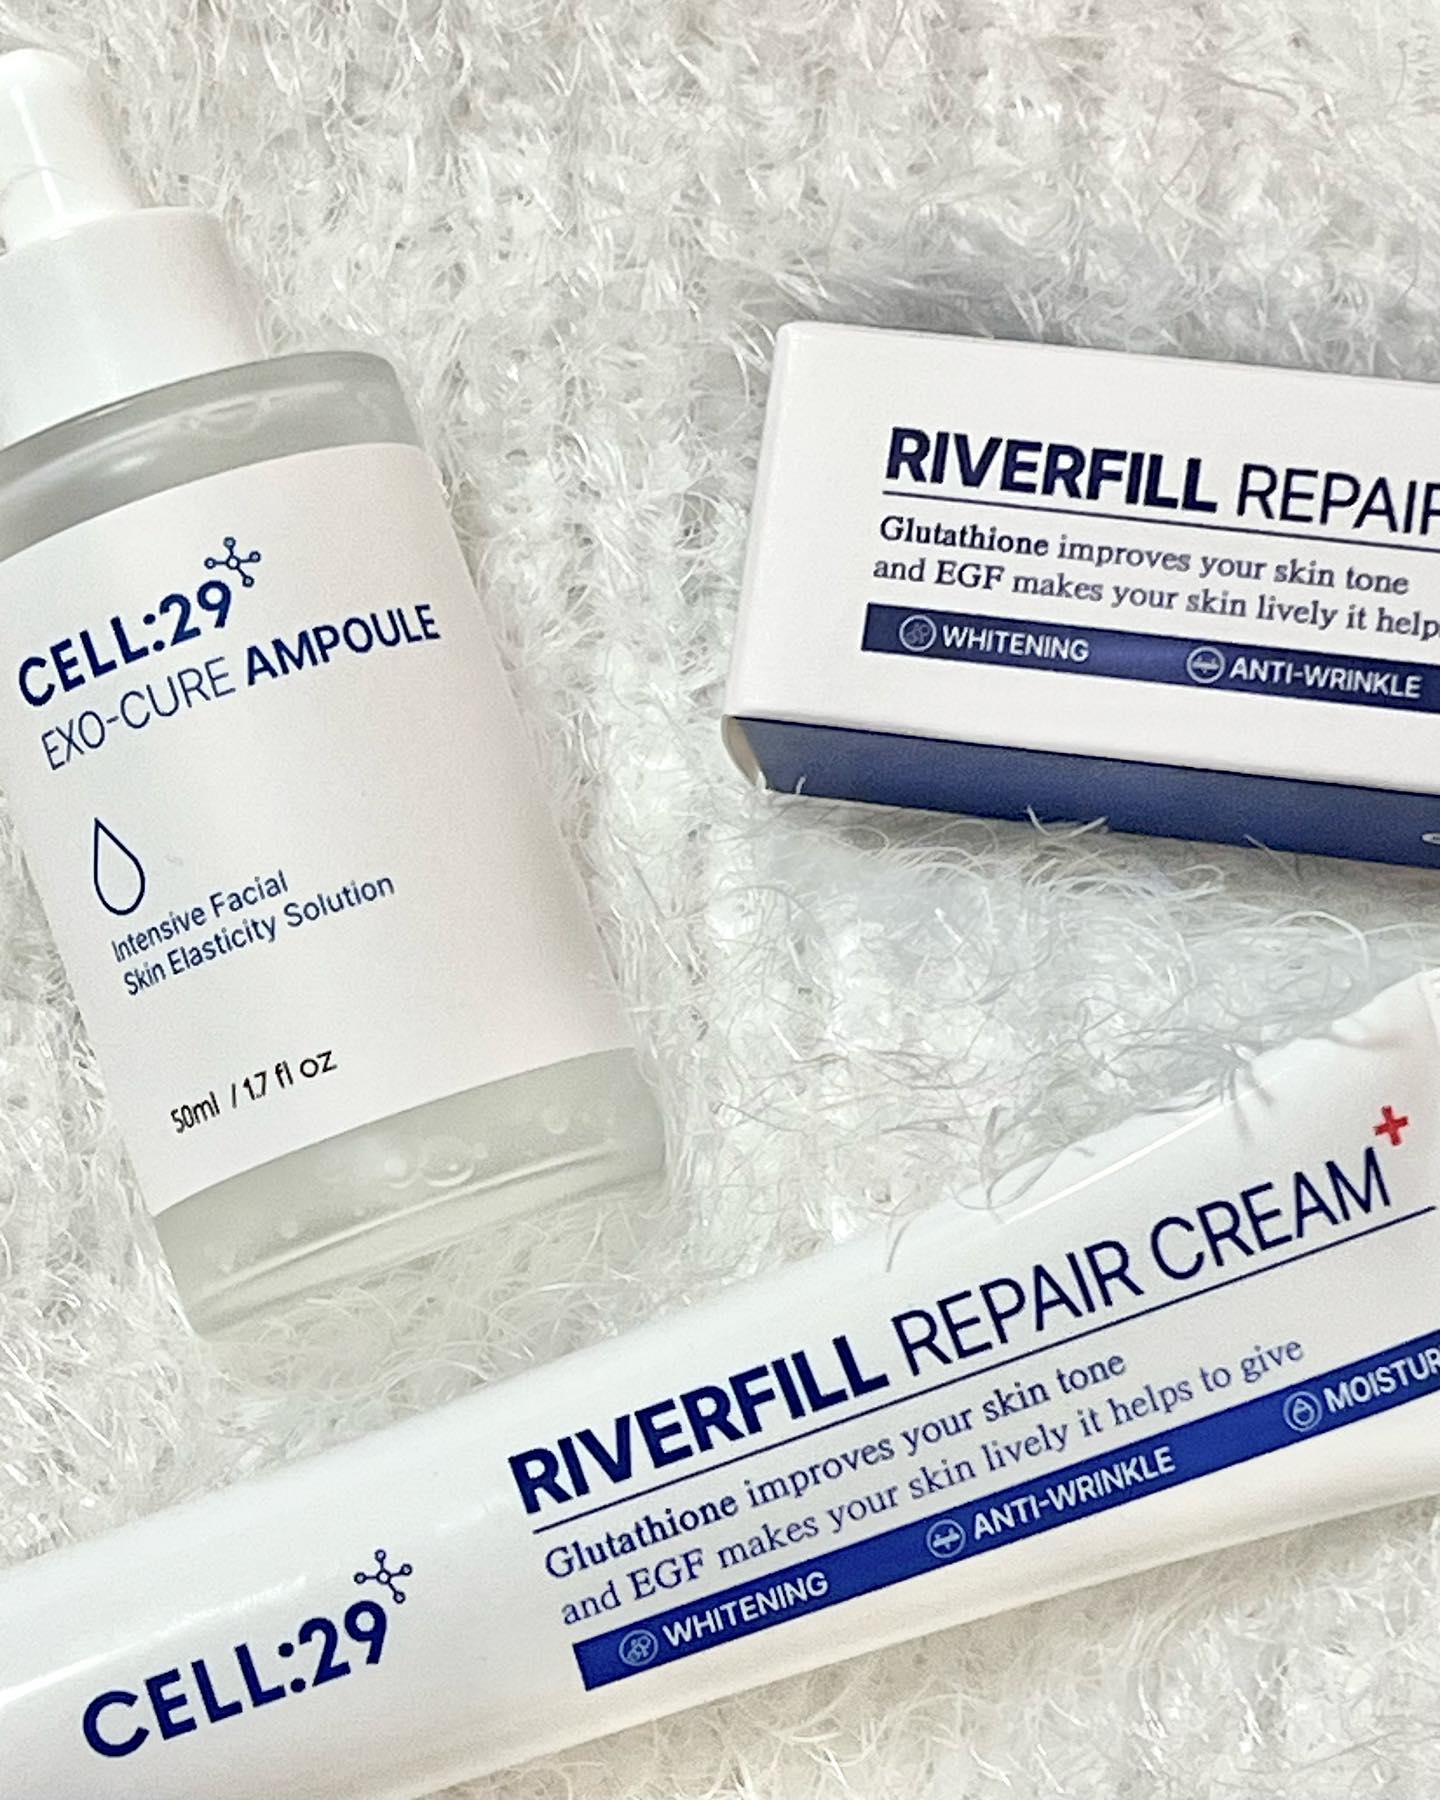 CELL:29
EXO-CURE AMPOULE
Intensive Facial
Skin Elasticity Solution
50ml / 1.7 fl oz
RIVERFILL REPAIR
Glutathione improves your skin tone
and EGF makes your skin lively it help
WHITENING ANTI-WRINKLE
CELL:29
RIVERFILL REPAIR CREAM+
Glutathione improves your skin tone
and EGF makes your skin lively it helps to give
WHITENING ANTI-WRINKLE MOISTUR